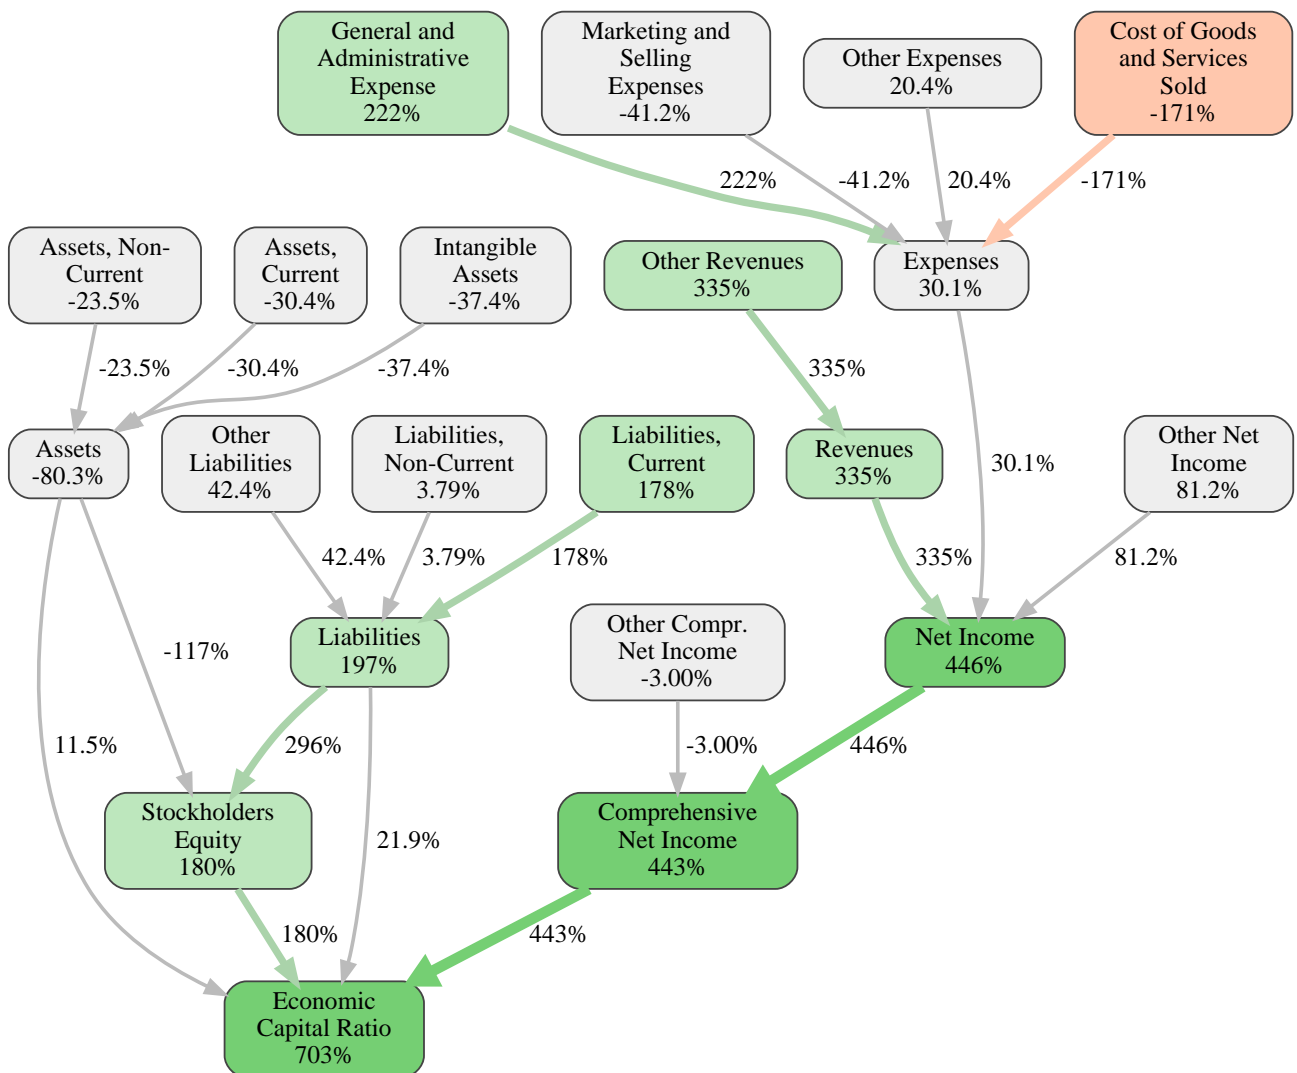 General and
Administrative
Expense
222%
Marketing and
Selling
Expenses
-41.2%
Other Expenses
20.4%
Cost of Goods
and Services
Sold
-171%
222%
-41.2%
20.4%
-171%
Assets, Non-
Current
-23.5%
Assets,
Current
-30.4%
Intangible
Assets
-37.4%
Other Revenues
335%
Expenses
30.1%
-23.5%
-30.4%
-37.4%
335%
Assets
-80.3%
Other
Liabilities
42.4%
Liabilities,
Non-Current
3.79%
Liabilities,
Current
178%
Revenues
335%
30.1%
Other Net
Income
81.2%
42.4%
3.79%
178%
335%
81.2%
-117%
Liabilities
197%
Other Compr.
Net Income
-3.00%
Net Income
446%
11.5%
296%
-3.00%
446%
Stockholders
Equity
180%
21.9%
Comprehensive
Net Income
443%
180%
443%
Economic
Capital Ratio
703%